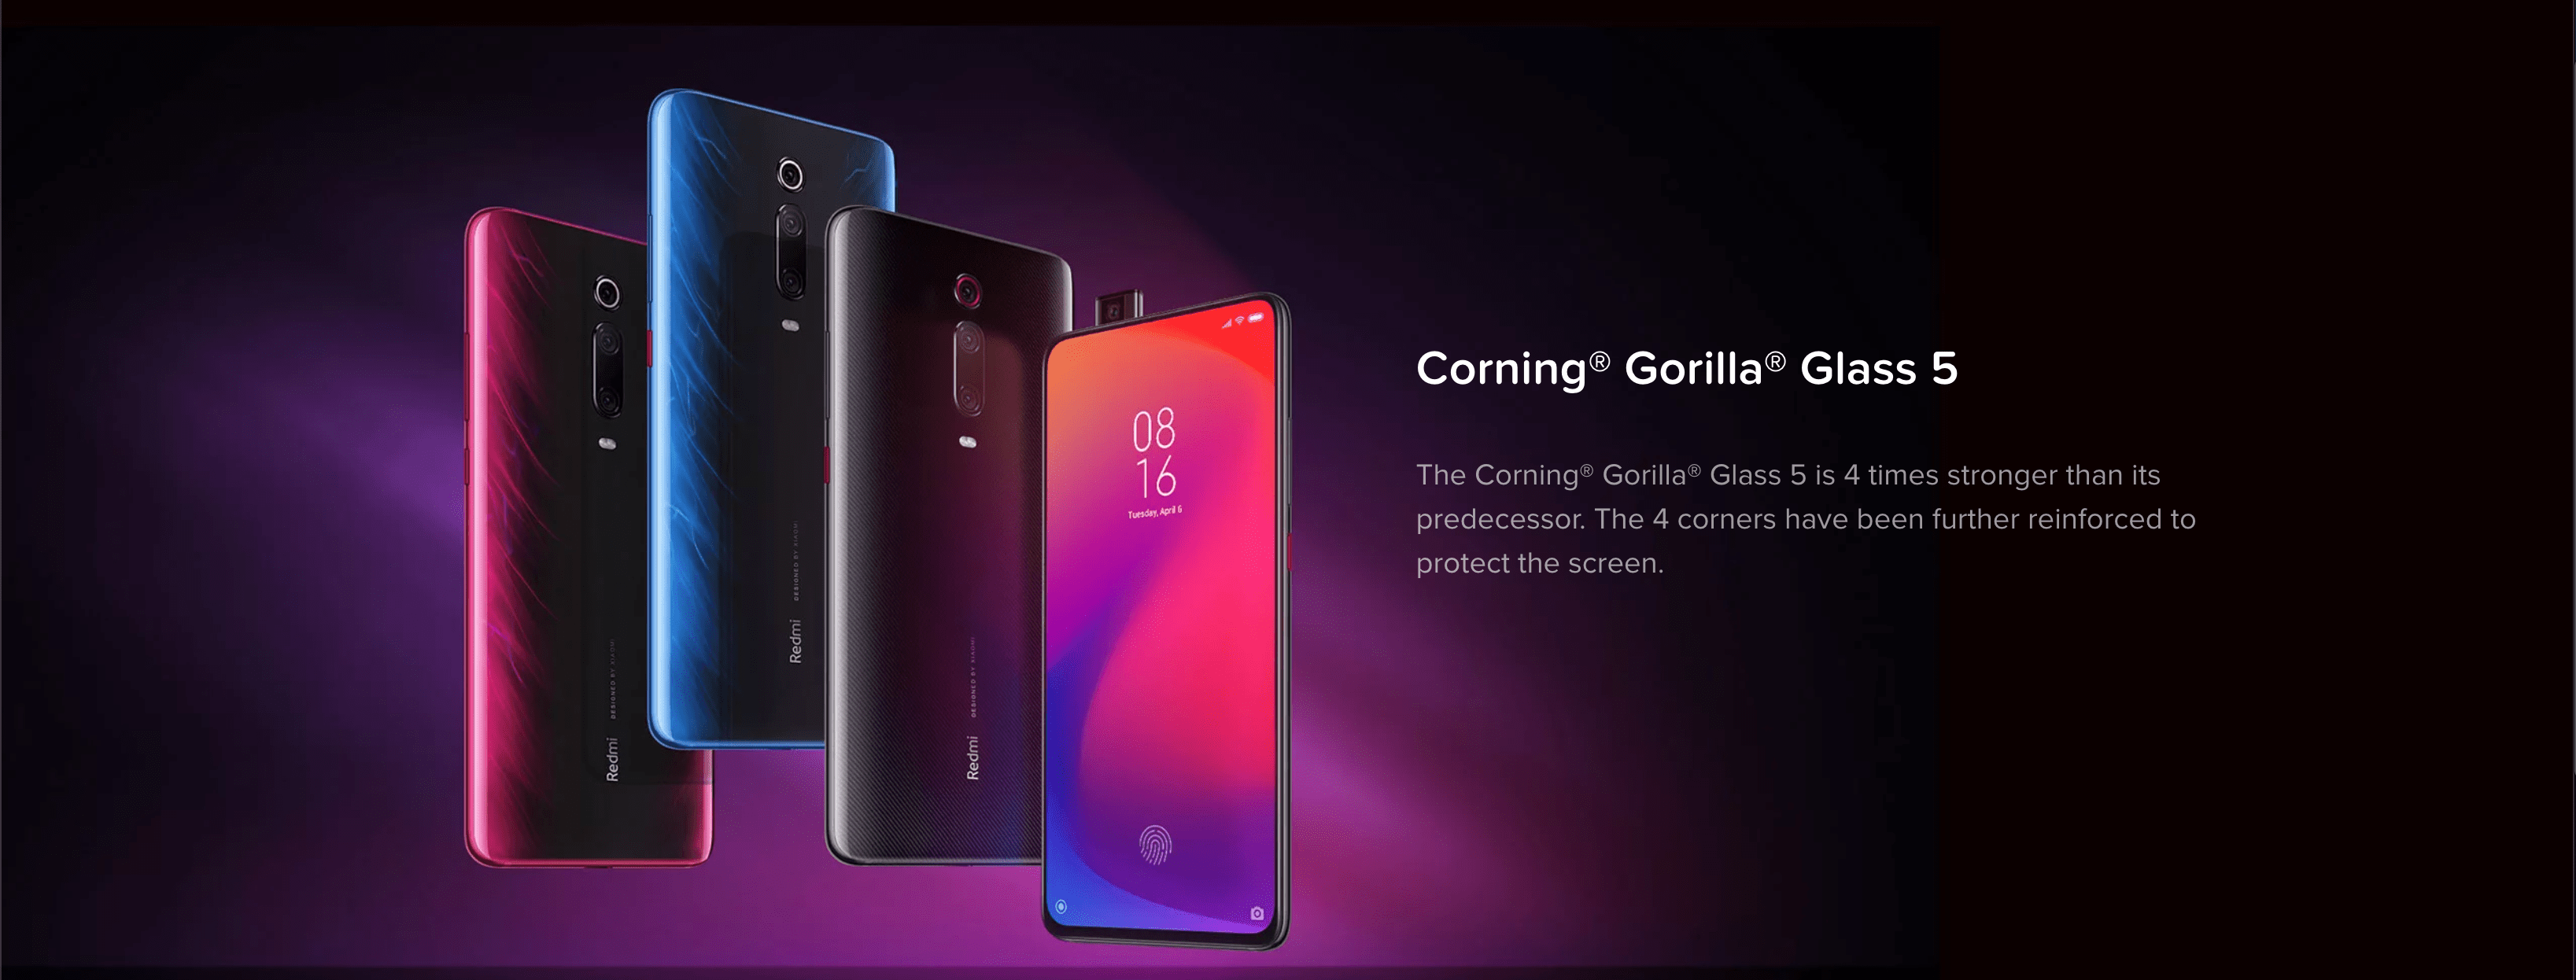 Corning® Gorilla® Glass 5
The Corning® Gorilla® Glass 5 is 4 times stronger than its
predecessor. The 4 corners have been further reinforced to
protect the screen.
08
16
Tuesday, April 6
Redmi DESIGNED BY XIAOMI
Redmi DESIGNED BY XIAOMI
Redmi DESIGNED BY XIAOMI